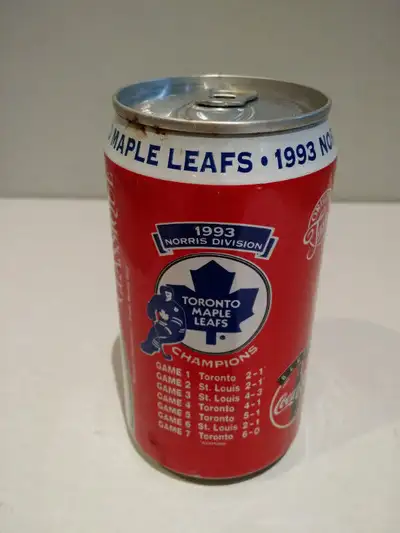 MAPLE LEAFS • 1993 NO
1993
NORRIS DIVISION
TORONTO
MAPLE
LEAFS
CHAMPIONS
GAME 1 Toronto 2-1*
GAME 2 St. Louis 2-1*
GAME 3 St. Louis 4-3
GAME 4 Toronto 4-1
GAME 5 Toronto 5-1
GAME 6 St. Louis 2-1
GAME 7 Toronto 6-0
Coca-Cola